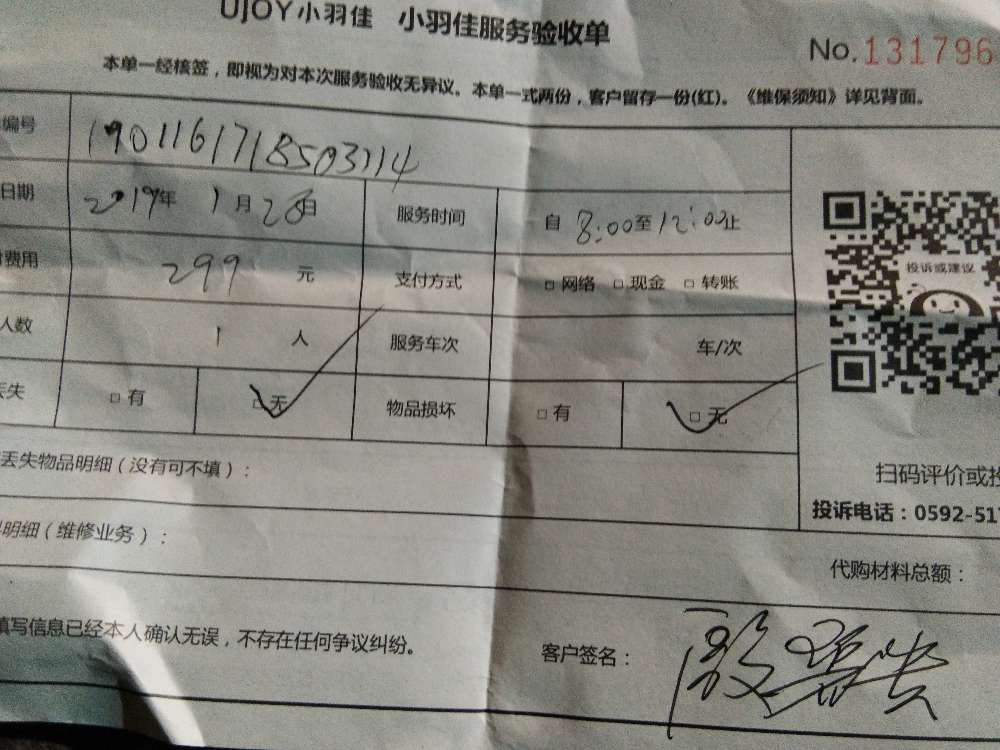 UJOY小羽佳 小羽佳服务验收单
No.131796
本单一经核签，即视为对本次服务验收无异议。本单一式两份，客户留存一份(红)。《维保须知》详见背面。
编号 1901161718503114
日期 2019年 1月26日 服务时间 自 8:00至12:00止
费用 299 元 支付方式 □ 网络 □ 现金 □ 转账
人数 1 人 服务车次 车/次
丢失 □ 有 □ 无 物品损坏 □ 有 □ 无
投诉或建议
丢失物品明细（没有可不填）：
扫码评价或投
投诉电话：0592-517
明细（维修业务）：
代购材料总额：
填写信息已经本人确认无误，不存在任何争议纠纷。
客户签名：